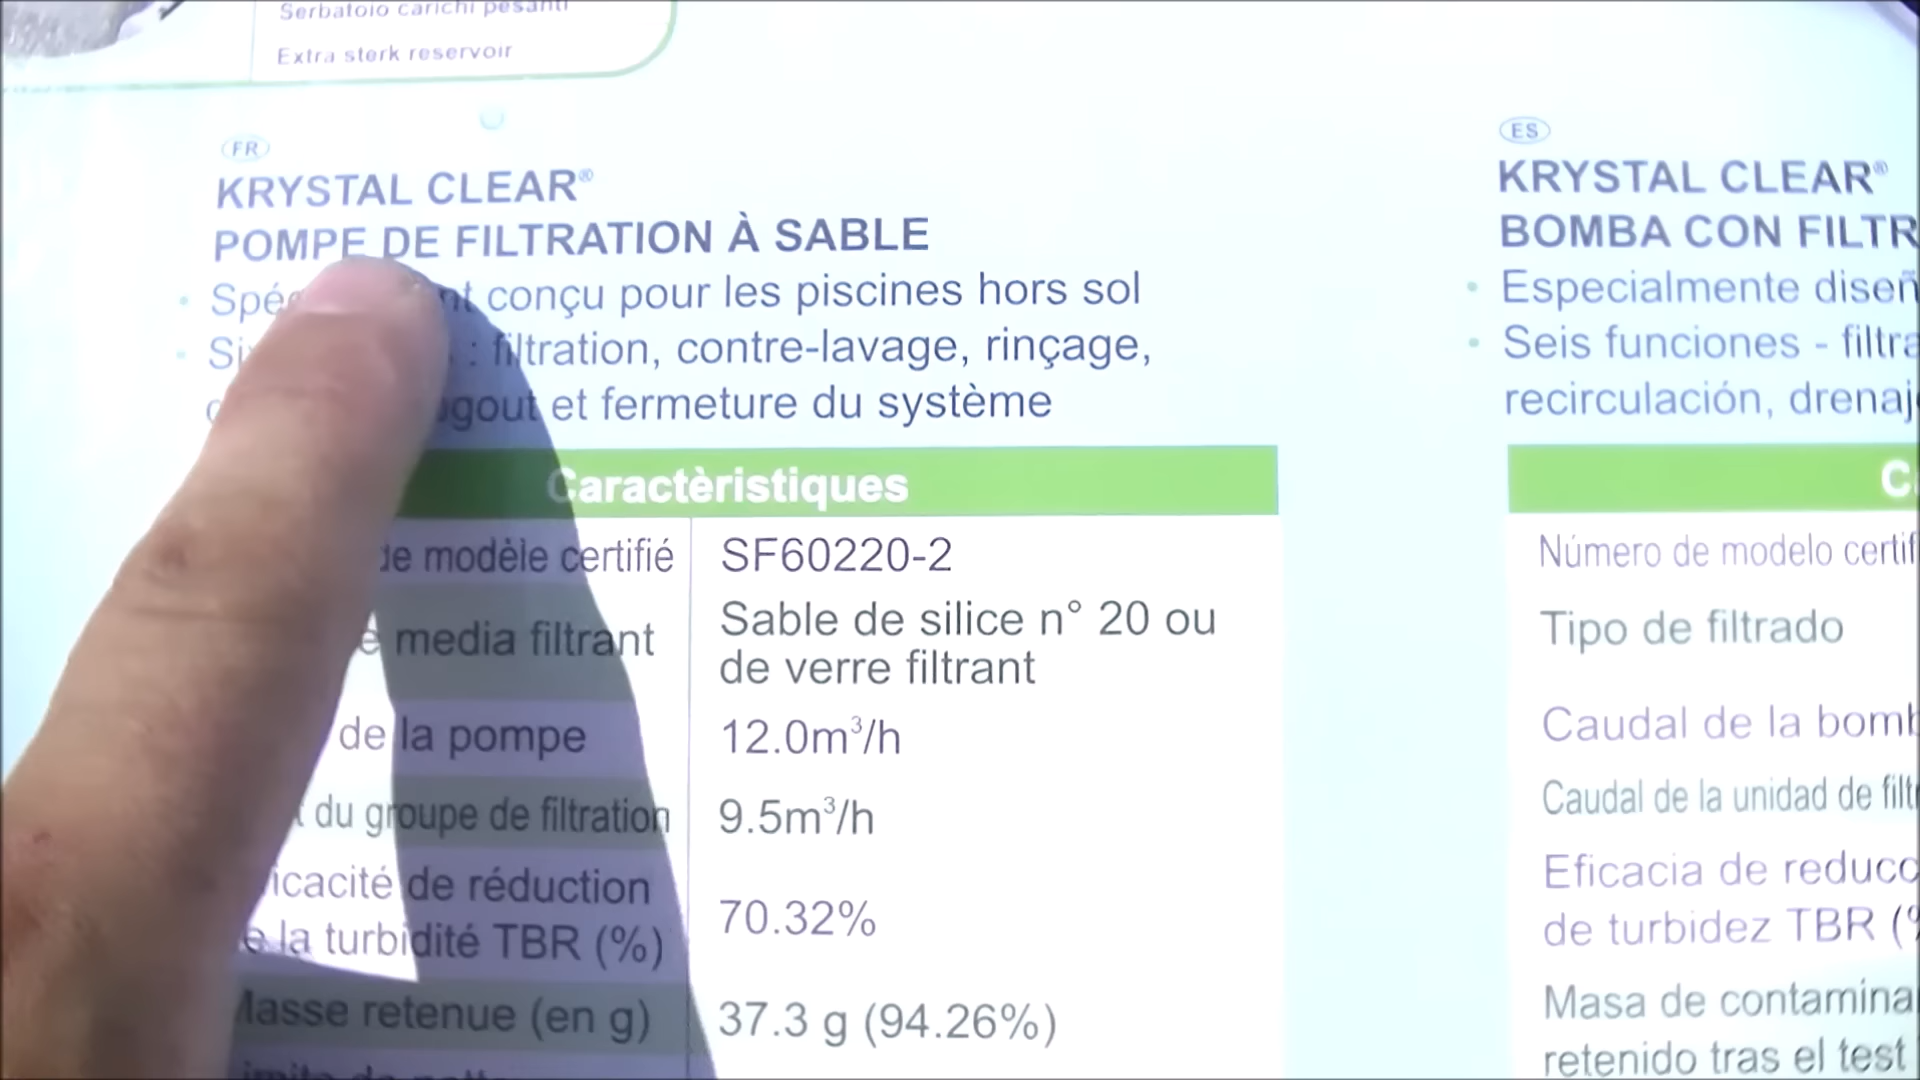 Serbatoio carichi pesanti
Extra sterk reservoir
FR
KRYSTAL CLEAR®
POMPE DE FILTRATION À SABLE
• conçu pour les piscines hors sol
• : filtration, contre-lavage, rinçage,
et fermeture du système
Caractèristiques
de modèle certifié SF60220-2
media filtrant Sable de silice n° 20 ou
de verre filtrant
de la pompe 12.0m³/h
du groupe de filtration 9.5m³/h
de réduction
la turbidité TBR (%) 70.32%
retenue (en g) 37.3 g (94.26%)
ES
KRYSTAL CLEAR®
BOMBA CON
• Especialmente
• Seis funciones -
recirculación,
Número de modelo
Tipo de filtrado
Caudal de la
Caudal de la unidad de
Eficacia de
de turbidez TBR
Masa de
retenido tras el test